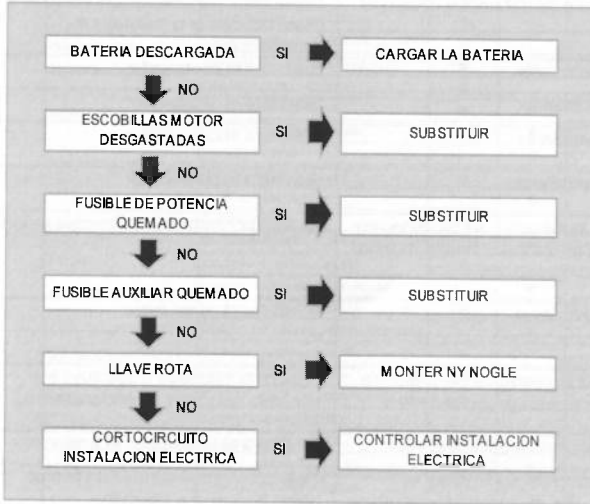 BATERIA DESCARGADA SI CARGAR LA BATERIA
NO
ESCOBILLAS MOTOR
DESGASTADAS SI SUBSTITUIR
NO
FUSIBLE DE POTENCIA
QUEMADO SI SUBSTITUIR
NO
FUSIBLE AUXILIAR QUEMADO SI SUBSTITUIR
NO
LLAVE ROTA SI MONTER NY NOGLE
NO
CORTOCIRCUITO
INSTALACION ELECTRICA SI CONTROLAR INSTALACION
ELECTRICA